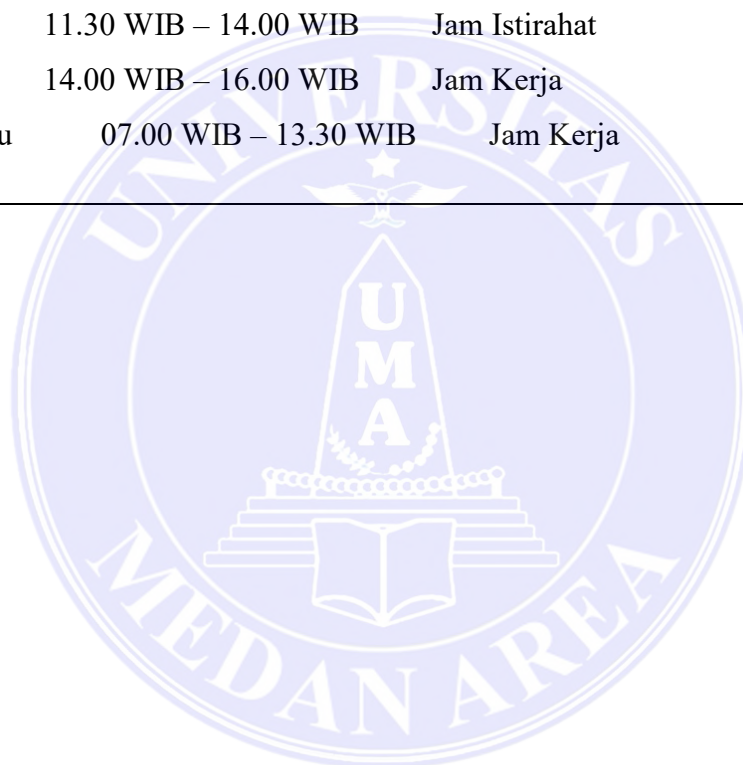 11.30 WIB – 14.00 WIB Jam Istirahat
14.00 WIB – 16.00 WIB Jam Kerja
u 07.00 WIB – 13.30 WIB Jam Kerja
UNIVERSITAS
U
M
A
MEDAN AREA